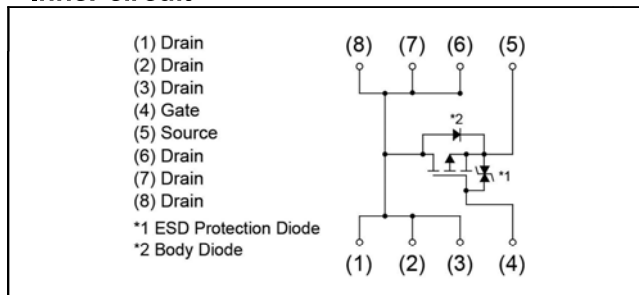 Inner circuit
(1) Drain
(2) Drain
(3) Drain
(4) Gate
(5) Source
(6) Drain
(7) Drain
(8) Drain
*1 ESD Protection Diode
*2 Body Diode
(8) (7) (6) (5)
*2
*1
(1) (2) (3) (4)